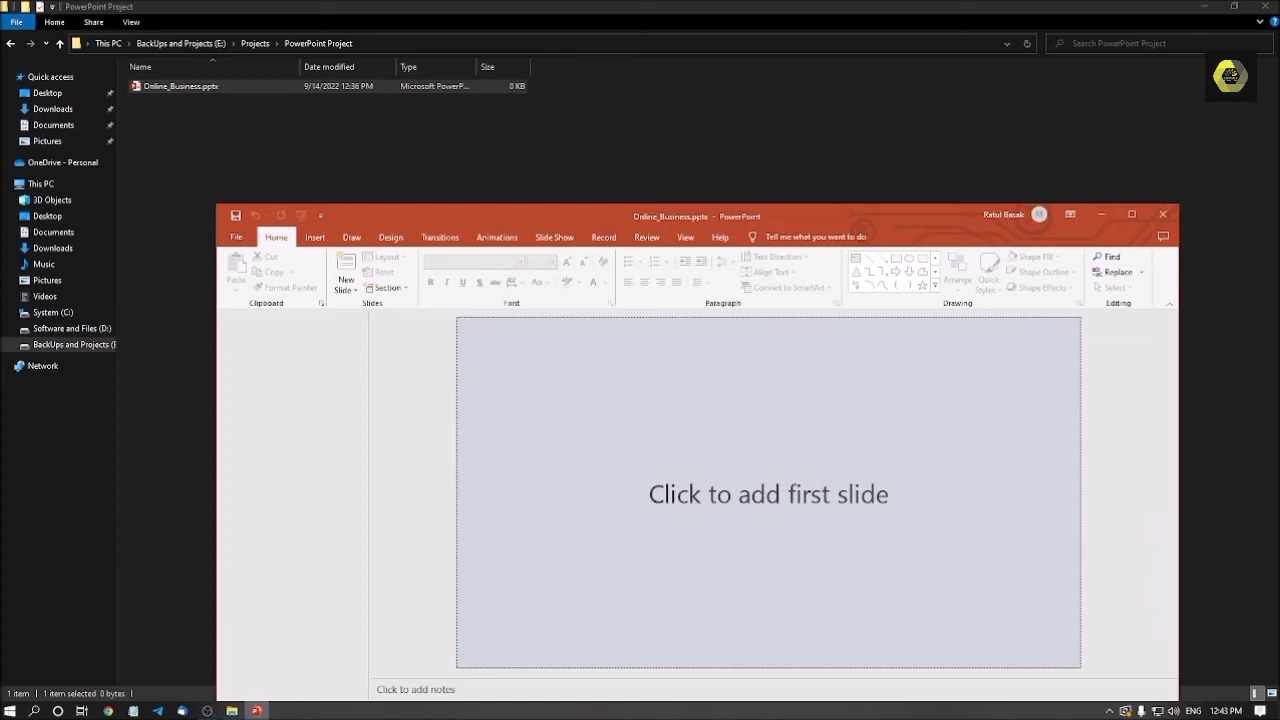 PowerPoint Project
File Home Share View
This PC BackUps and Projects (E:) Projects PowerPoint Project Search PowerPoint Project
Name Date modified Type Size
Online_Business.pptx 9/14/2022 12:36 PM Microsoft PowerP... 0 KB
Quick access
Desktop
Downloads
Documents
Pictures
OneDrive - Personal
This PC
3D Objects
Desktop
Documents
Downloads
Music
Pictures
Videos
System (C:)
Software and Files (D:)
BackUps and Projects (E
Network
Online_Business.pptx - PowerPoint Ratul Basak
File Home Insert Draw Design Transitions Animations Slide Show Record Review View Help Tell me what you want to do
Cut Layout Text Direction Shape Fill Find
Copy Reset Align Text Shape Outline Replace
Paste Format Painter New Slide Section B I U S abc AV Aa A Convert to SmartArt Arrange Quick Styles Shape Effects Select
Clipboard Slides Font Paragraph Drawing Editing
Click to add first slide
Click to add notes
1 item 1 item selected 0 bytes
ENG 12:43 PM